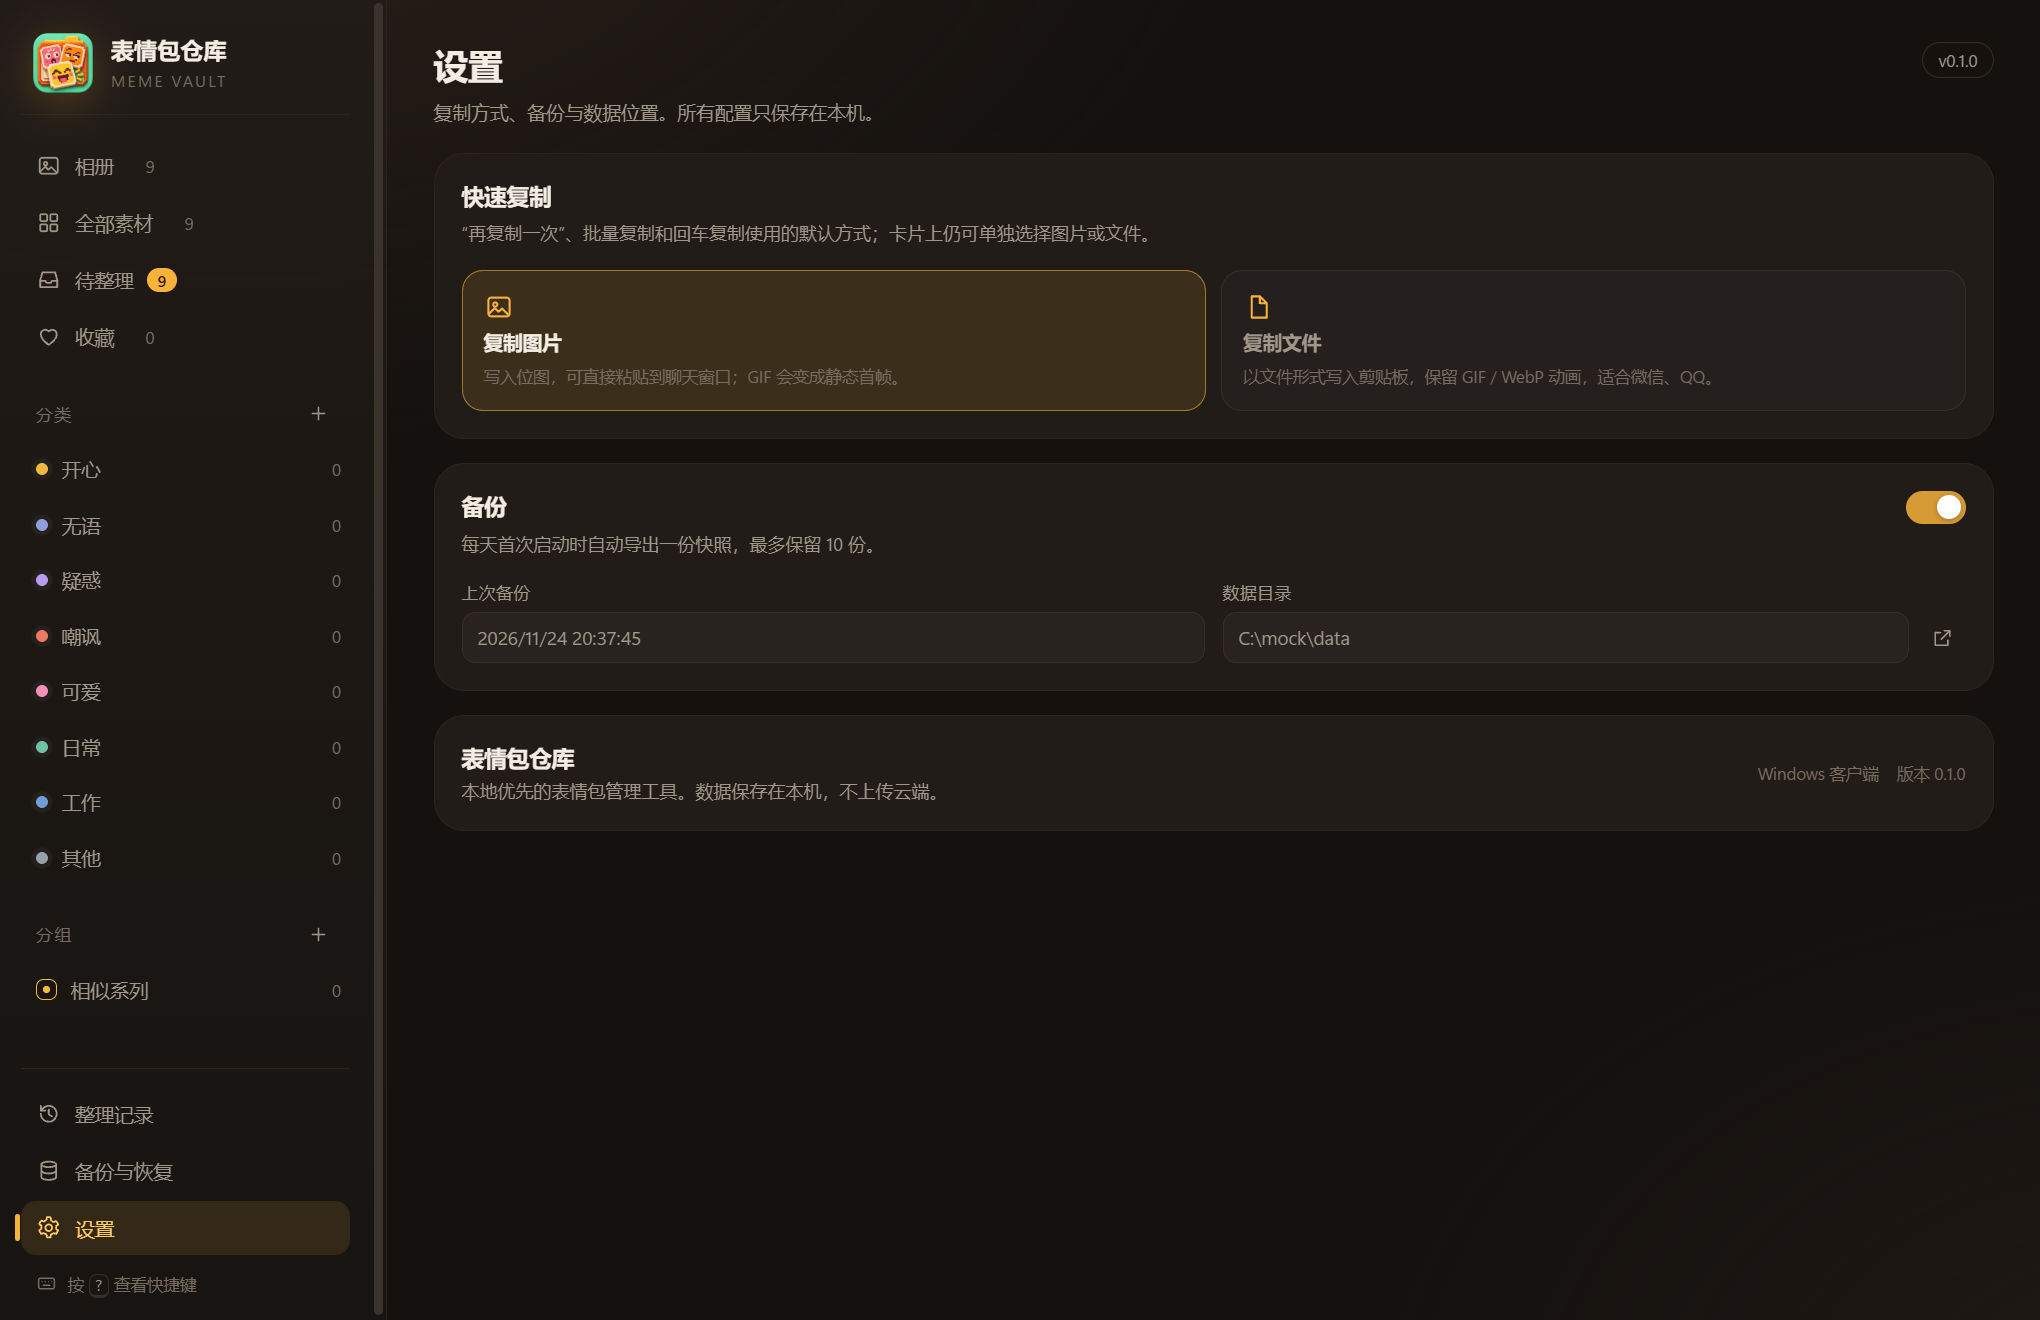 表情包仓库
MEME VAULT
相册 9
全部素材 9
待整理 9
收藏 0
分类
开心 0
无语 0
疑惑 0
嘲讽 0
可爱 0
日常 0
工作 0
其他 0
分组
相似系列 0
整理记录
备份与恢复
设置
按 ? 查看快捷键
设置
v0.1.0
复制方式、备份与数据位置。所有配置只保存在本机。
快速复制
“再复制一次”、批量复制和回车复制使用的默认方式；卡片上仍可单独选择图片或文件。
复制图片
写入位图，可直接粘贴到聊天窗口；GIF 会变成静态首帧。
复制文件
以文件形式写入剪贴板，保留 GIF / WebP 动画，适合微信、QQ。
备份
每天首次启动时自动导出一份快照，最多保留 10 份。
上次备份
2026/11/24 20:37:45
数据目录
C:\mock\data
表情包仓库
本地优先的表情包管理工具。数据保存在本机，不上传云端。
Windows 客户端 版本 0.1.0